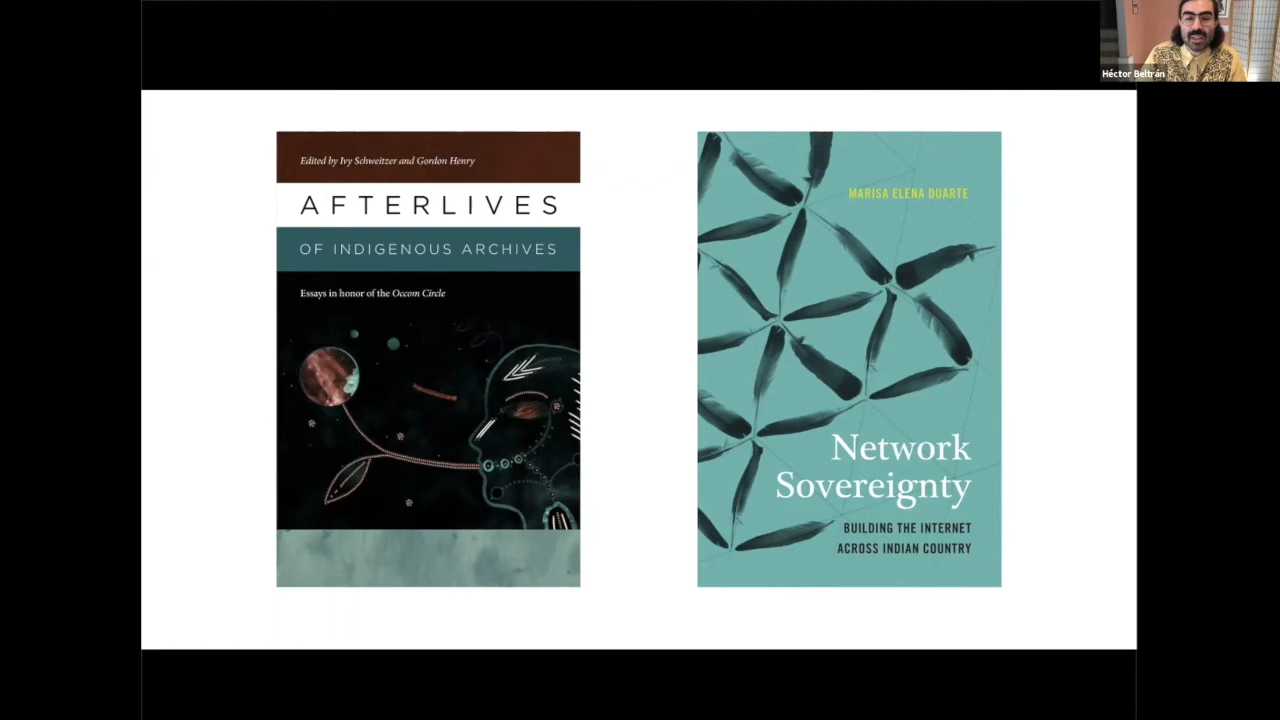 Héctor Beltrán
Edited by Ivy Schweitzer and Gordon Henry
AFTERLIVES
OF INDIGENOUS ARCHIVES
Essays in honor of the Occom Circle
MARISA ELENA DUARTE
Network
Sovereignty
BUILDING THE INTERNET
ACROSS INDIAN COUNTRY